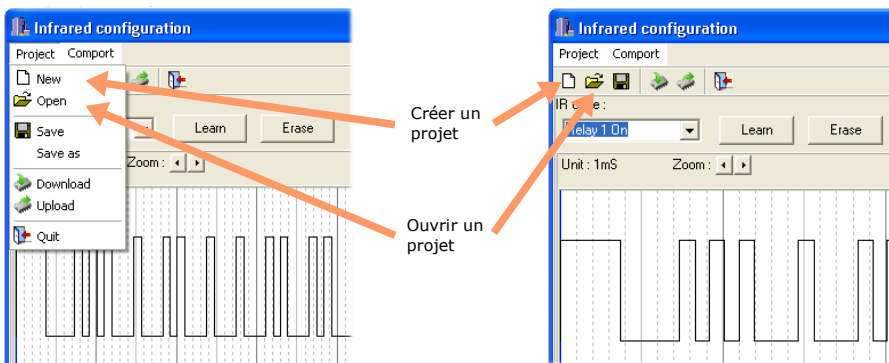 Infrared configuration
Project Comport
New
Open
Save
Save as
Download
Upload
Quit
Learn Erase
Zoom :
Créer un
projet
Ouvrir un
projet
Infrared configuration
Project Comport
IR
Relay 1 On Learn Erase
Unit : 1mS Zoom :